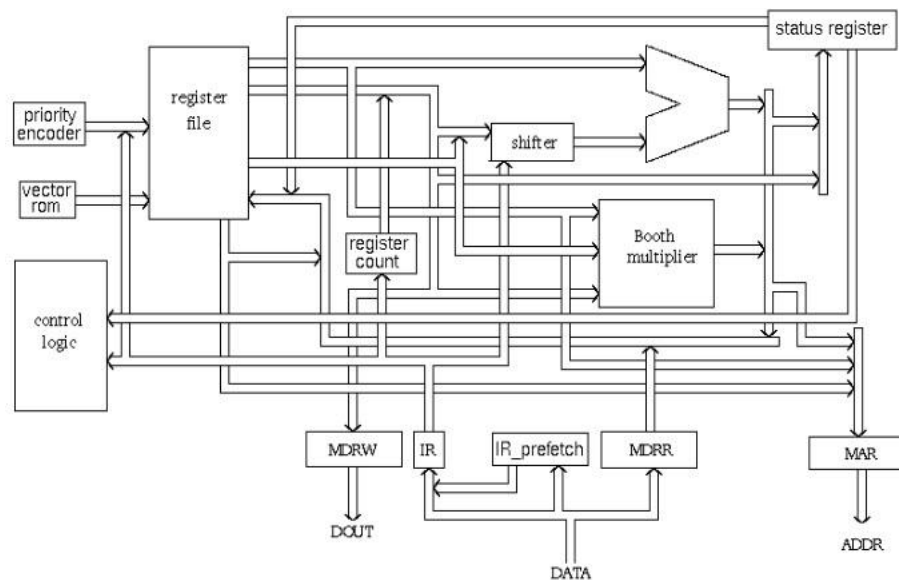 status register
register
file
priority
encoder
shifter
vector
rom
register
count
Booth
multiplier
control
logic
MDRW
IR
IR_prefetch
MDRR
MAR
DOUT
ADDR
DATA